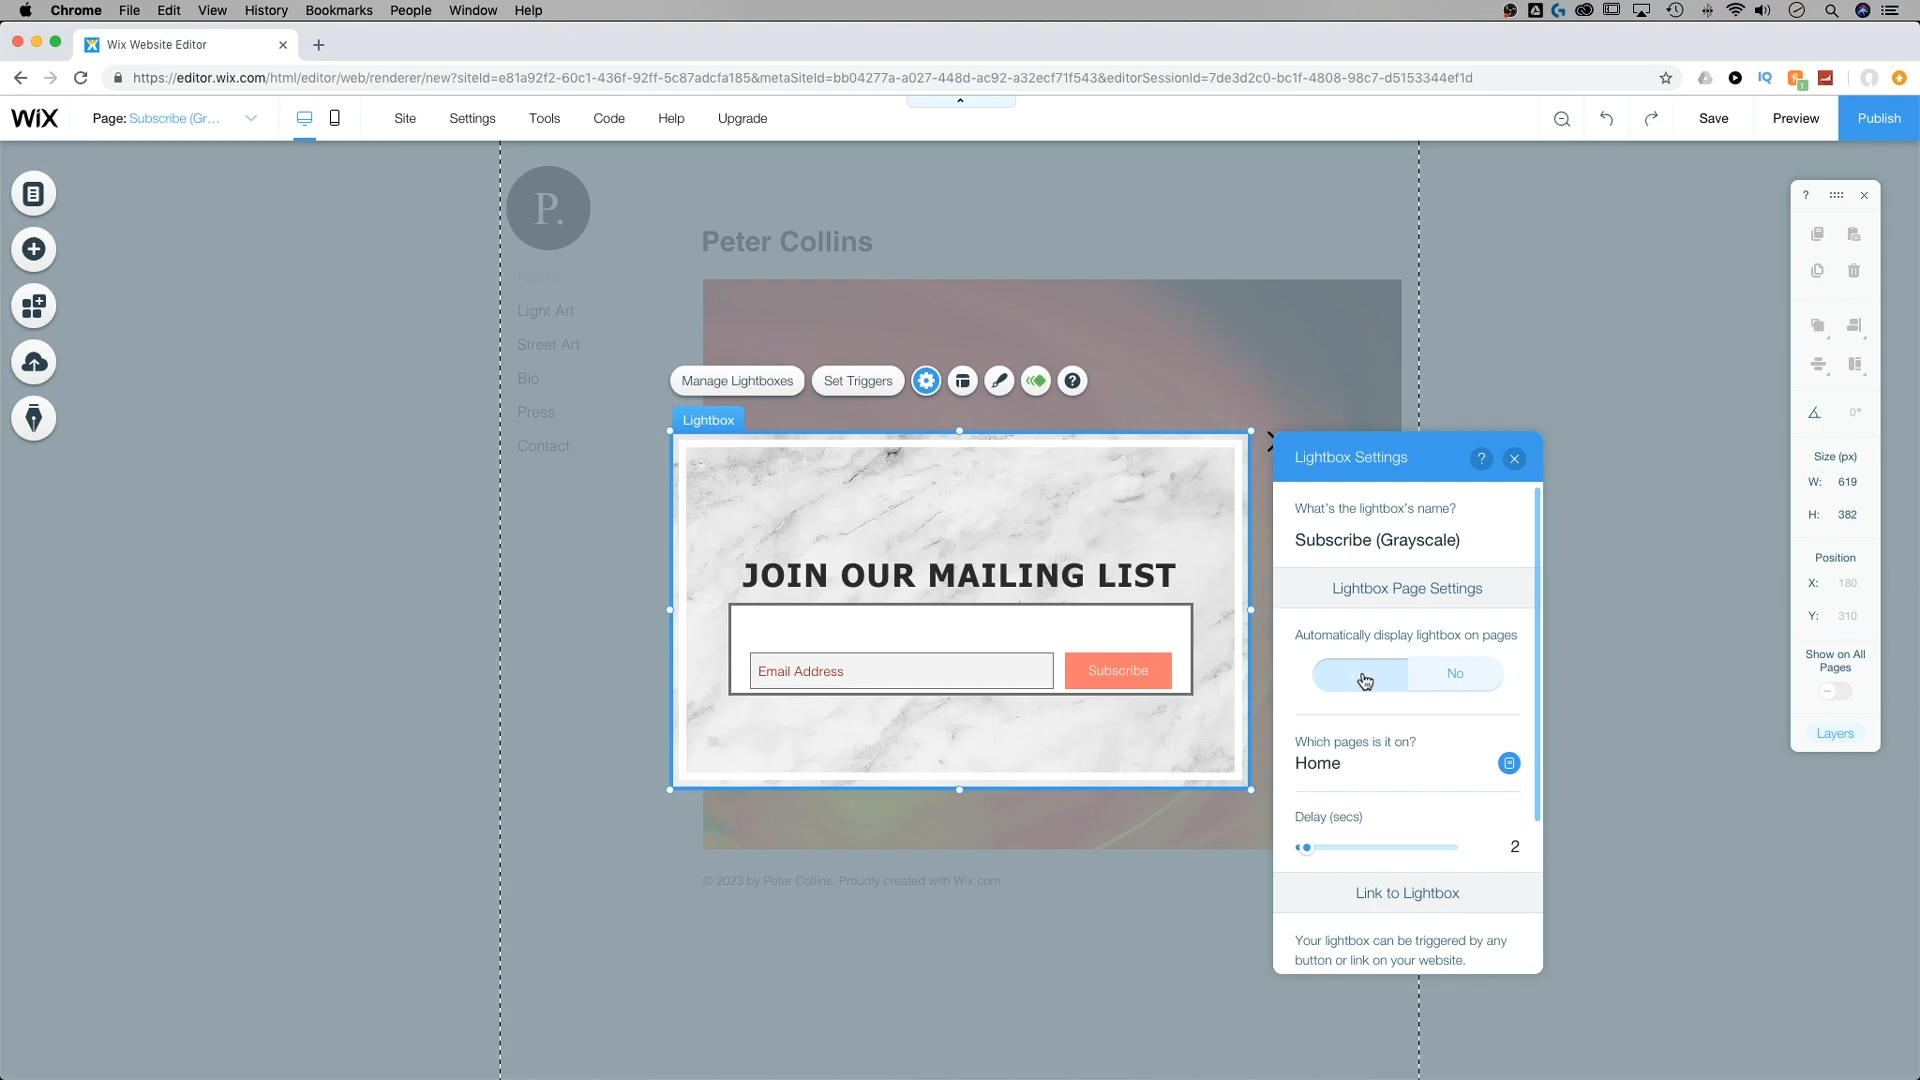 Chrome File Edit View History Bookmarks People Window Help
Wix Website Editor
https://editor.wix.com/html/editor/web/renderer/new?siteId=e81a92f2-60c1-436f-92ff-5c87adcfa185&metaSiteId=bb04277a-a027-448d-ac92-a32ecf71f543&editorSessionId=7de3d2c0-bc1f-4808-98c7-d5153344ef1d
IQ
1
WiX Page: Subscribe (Gr... Site Settings Tools Code Help Upgrade Save Preview Publish
P.
Peter Collins
Home
Light Art
Street Art
Bio
Press
Contact
Manage Lightboxes Set Triggers ?
Lightbox
JOIN OUR MAILING LIST
Email Address Subscribe
© 2023 by Peter Collins. Proudly created with Wix.com
Lightbox Settings ?
What's the lightbox's name?
Subscribe (Grayscale)
Lightbox Page Settings
Automatically display lightbox on pages
No
Which pages is it on?
Home
Delay (secs)
2
Link to Lightbox
Your lightbox can be triggered by any
button or link on your website.
?
0°
Size (px)
W: 619
H: 382
Position
X: 180
Y: 310
Show on All
Pages
Layers